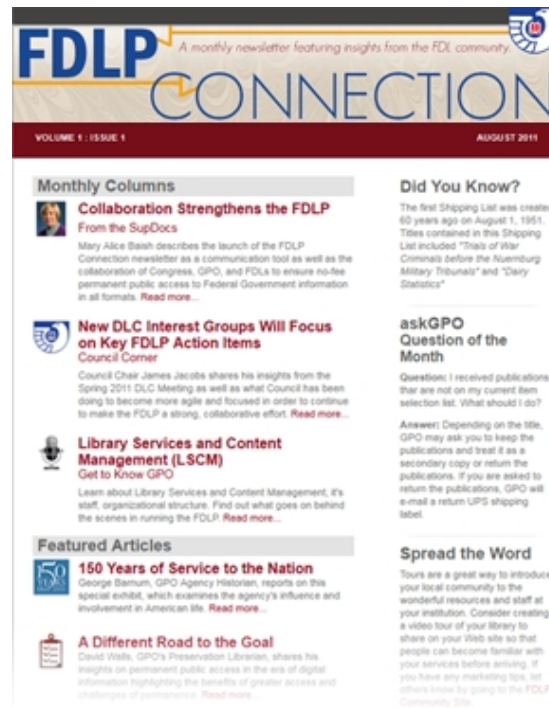 FDLP
A monthly newsletter featuring insights from the FDL community.
CONNECTION
VOLUME 1 : ISSUE 1
AUGUST 2011
Monthly Columns
Collaboration Strengthens the FDLP
From the SupDocs
Mary Alice Baish describes the launch of the FDLP
Connection newsletter as a communication tool as well as the
collaboration of Congress, GPO, and FDLs to ensure no-fee
permanent public access to Federal Government information
in all formats. Read more...
New DLC Interest Groups Will Focus
on Key FDLP Action Items
Council Corner
Council Chair James Jacobs shares his insights from the
Spring 2011 DLC Meeting as well as what Council has been
doing to become more agile and focused in order to continue
to make the FDLP a strong, collaborative effort. Read more...
Library Services and Content
Management (LSCM)
Get to Know GPO
Learn about Library Services and Content Management, it's
staff, organizational structure. Find out what goes on behind
the scenes in running the FDLP. Read more...
Featured Articles
150 YEARS
150 Years of Service to the Nation
George Barnum, GPO Agency Historian, reports on this
special exhibit, which examines the agency's influence and
involvement in American life. Read more...
A Different Road to the Goal
David Walls, GPO's Preservation Librarian, shares his
insights on permanent public access in the era of digital
information highlighting the benefits of greater access and
challenges of permanence. Read more...
Did You Know?
The first Shipping List was create
60 years ago on August 1, 1951.
Titles contained in this Shipping
List included "Trials of War
Criminals before the Nuernburg
Military Tribunals" and "Dairy
Statistics"
askGPO
Question of the
Month
Question: I received publications
thar are not on my current item
selection list. What should I do?
Answer: Depending on the title,
GPO may ask you to keep the
publications and treat it as a
secondary copy or return the
publications. If you are asked to
return the publications, GPO will
e-mail a return UPS shipping
label.
Spread the Word
Tours are a great way to introduce
your local community to the
wonderful resources and staff at
your institution. Consider creating
a video tour of your library to
share on your Web site so that
people can become familiar with
your services before arriving. If
you have any marketing tips, let
others know by going to the FDLP
Community Site.